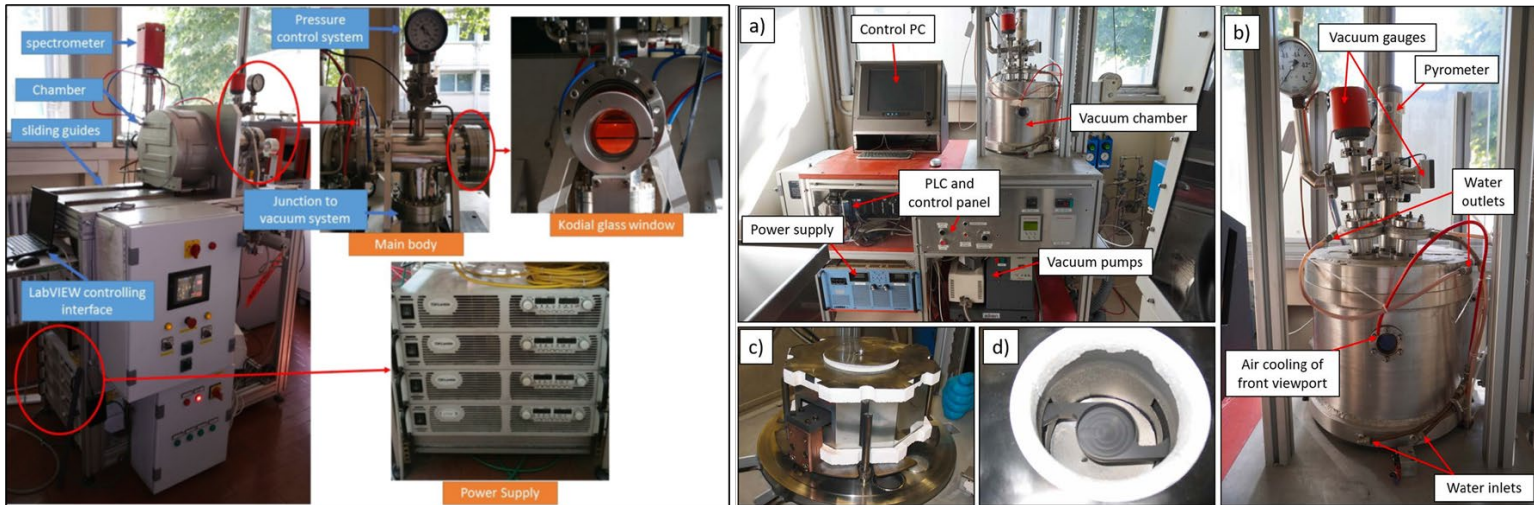 spectrometer
Chamber
sliding guides
LabVIEW controlling
interface
Pressure
control system
Junction to
vacuum system
Main body
Kodial glass window
Power Supply
a)
Control PC
Vacuum chamber
PLC and
control panel
Power supply
Vacuum pumps
b)
Vacuum gauges
Pyrometer
Water
outlets
Air cooling of
front viewport
Water inlets
c)
d)